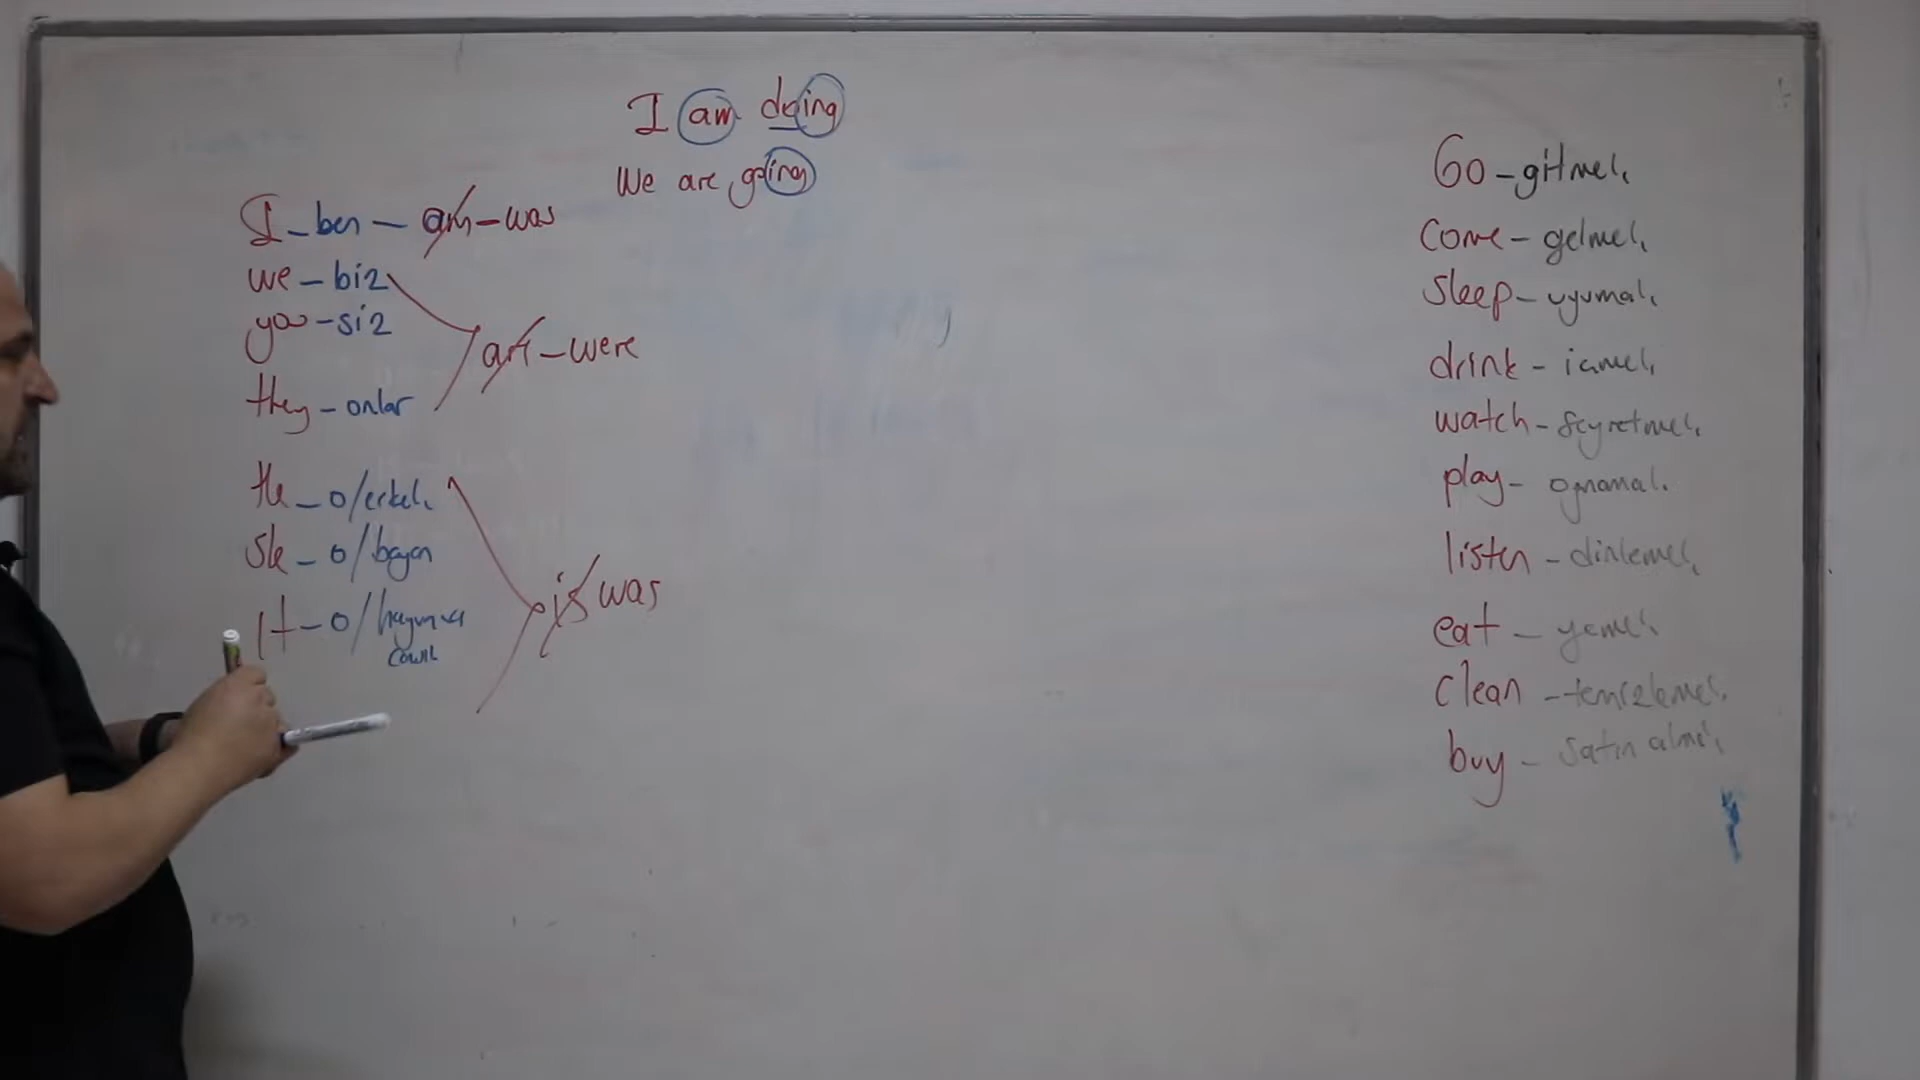 I am doing
We are going
I - ben - am - was
we - biz
you - siz
are - were
they - onlar
He - o/erkek
She - o/bayan
is was
It - o/hayvan
Go - gitmek
Come - gelmek
Sleep - uyumak
drink - içmek
watch - seyretmek
play - oynamak
listen - dinlemek
eat - yemek
Clean - temizlemek
buy - satın almak